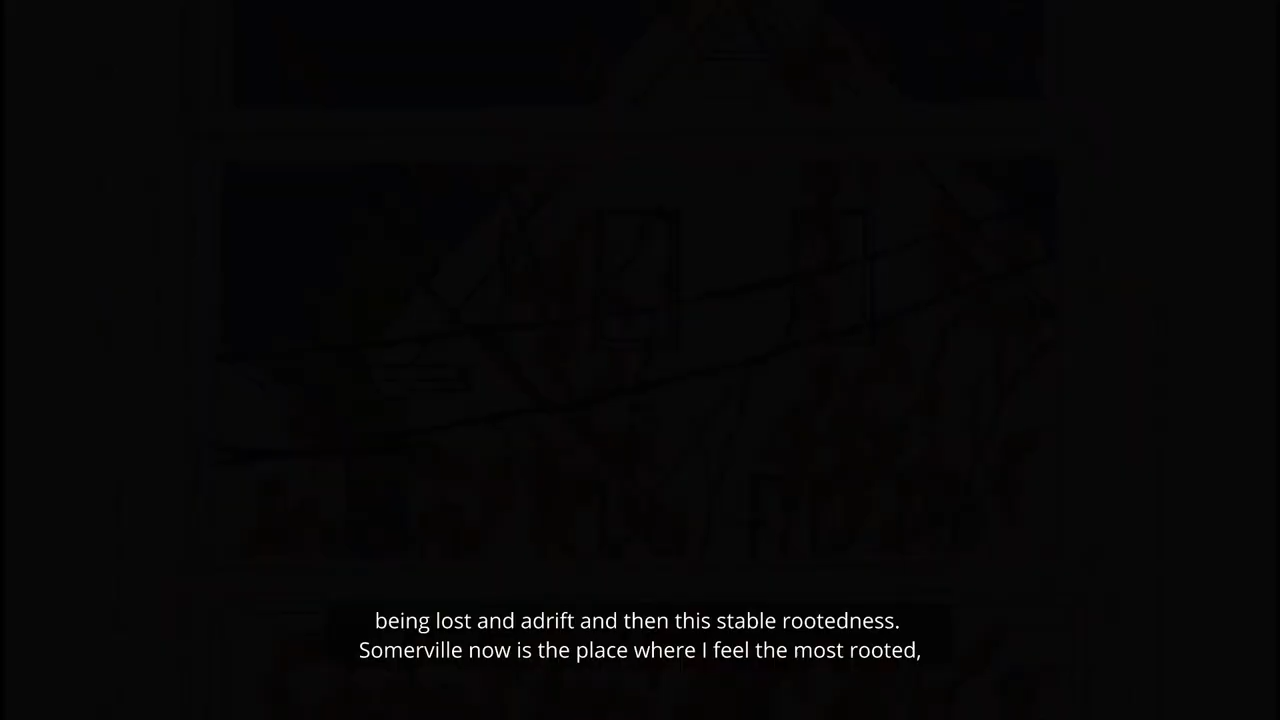 being lost and adrift and then this stable rootedness.
Somerville now is the place where I feel the most rooted,